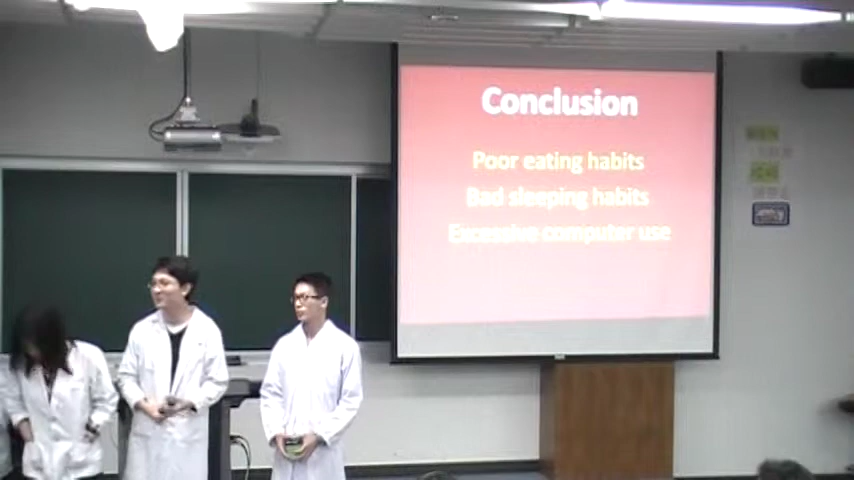 Conclusion
Poor eating habits
Bad sleeping habits
Excessive computer use